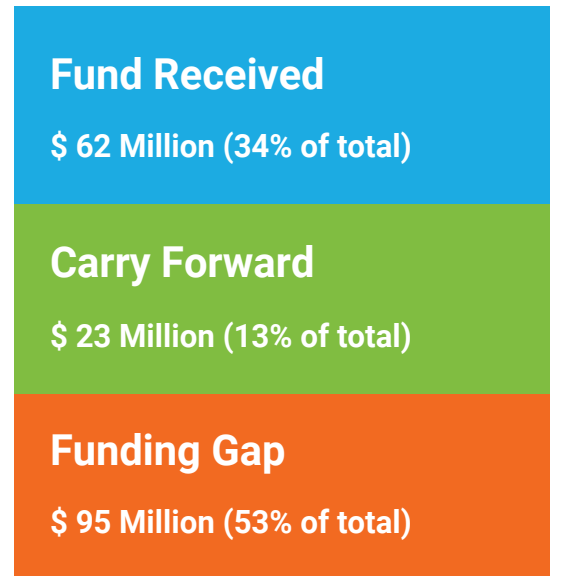 Fund Received
$ 62 Million (34% of total)
Carry Forward
$ 23 Million (13% of total)
Funding Gap
$ 95 Million (53% of total)